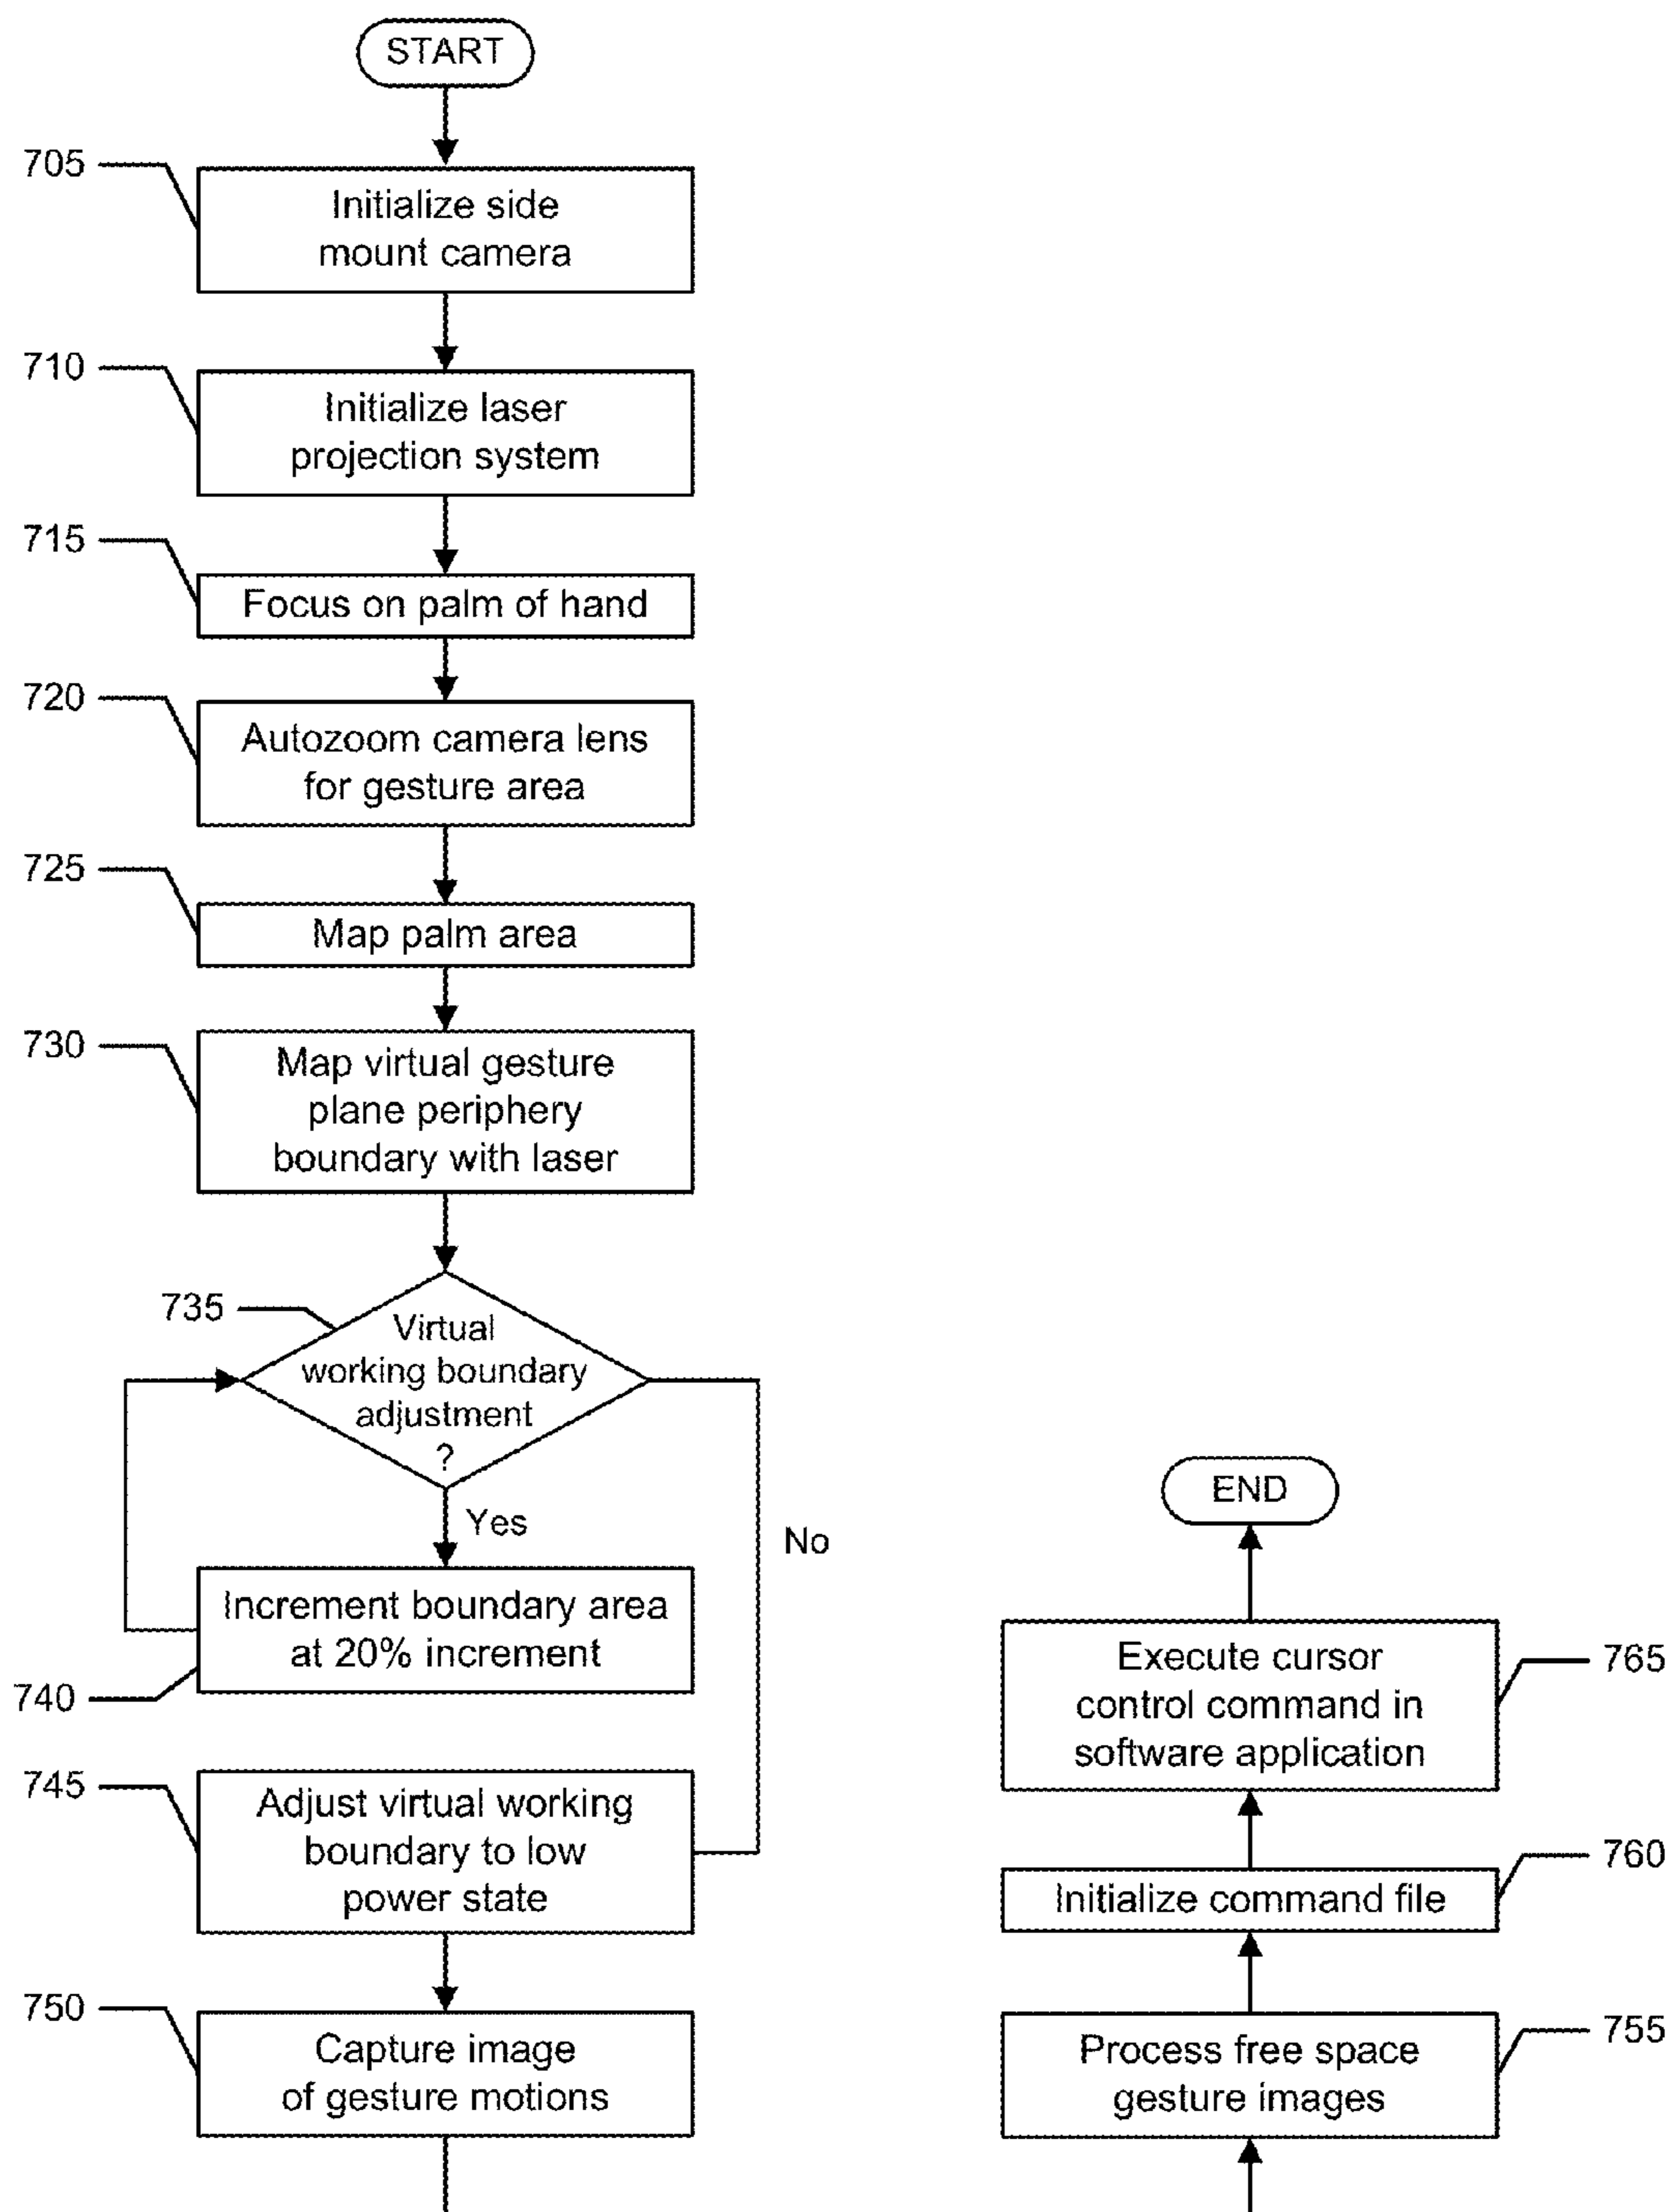 START
705
Initialize side
mount camera
710
Initialize laser
projection system
715
Focus on palm of hand
720
Autozoom camera lens
for gesture area
725
Map palm area
730
Map virtual gesture
plane periphery
boundary with laser
735
Virtual
working boundary
adjustment
?
Yes
No
Increment boundary area
at 20% increment
740
745
Adjust virtual working
boundary to low
power state
750
Capture image
of gesture motions
END
Execute cursor
control command in
software application
765
760
Initialize command file
755
Process free space
gesture images